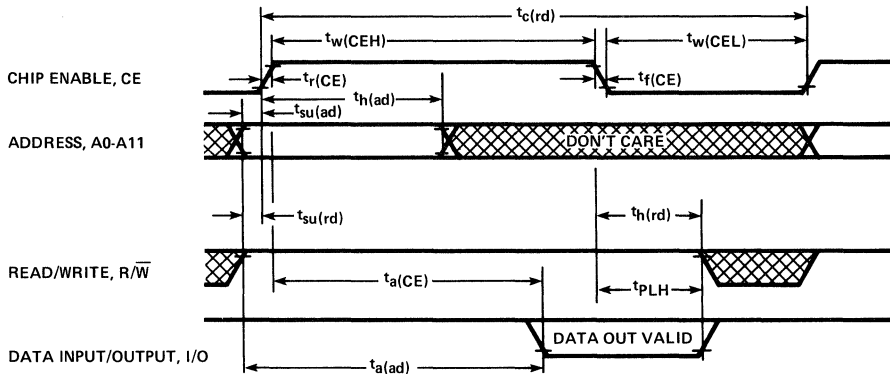 tc(rd)
tw(CEH)
tw(CEL)
CHIP ENABLE, CE
tr(CE)
tf(CE)
th(ad)
tsu(ad)
ADDRESS, A0-A11
DON'T CARE
tsu(rd)
th(rd)
READ/WRITE, R/W̅
ta(CE)
tPLH
DATA OUT VALID
DATA INPUT/OUTPUT, I/O
ta(ad)